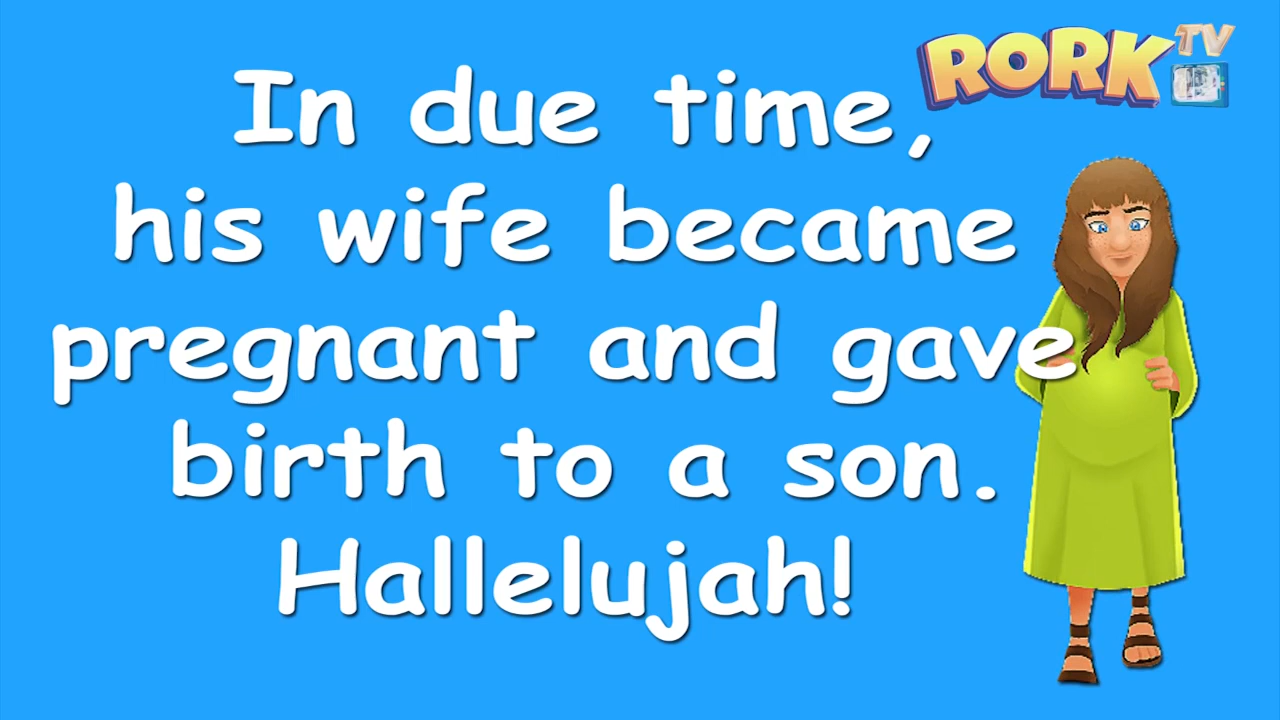 RORK TV
In due time,
his wife became
pregnant and gave
birth to a son.
Hallelujah!